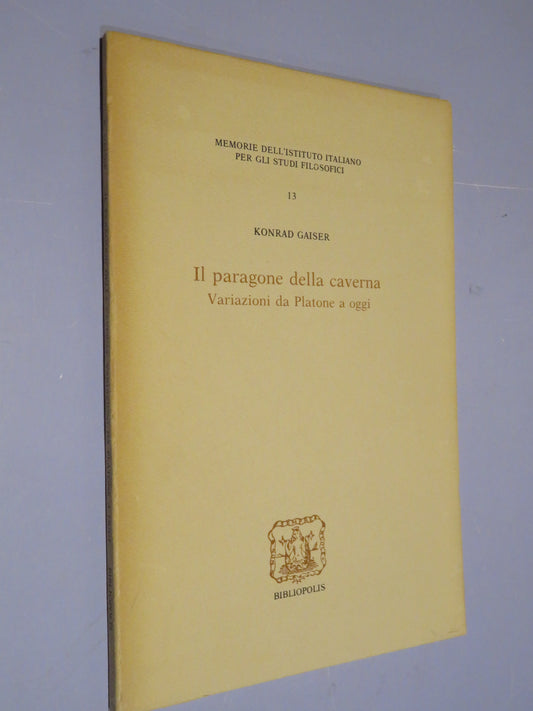 MEMORIE DELL'ISTITUTO ITALIANO
PER GLI STUDI FILOSOFICI
13
KONRAD GAISER
Il paragone della caverna
Variazioni da Platone a oggi
BIBLIOPOLIS